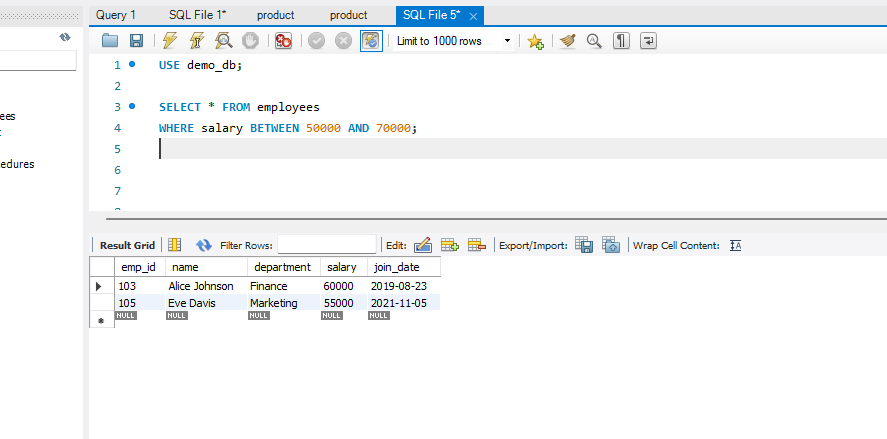 Query 1 SQL File 1* product product SQL File 5* ×
Limit to 1000 rows
1 USE demo_db;
2
3 SELECT * FROM employees
4 WHERE salary BETWEEN 50000 AND 70000;
5
6
7
ees
edures
Result Grid Filter Rows: Edit: Export/Import: Wrap Cell Content:
emp_id name department salary join_date
103 Alice Johnson Finance 60000 2019-08-23
105 Eve Davis Marketing 55000 2021-11-05
NULL NULL NULL NULL NULL